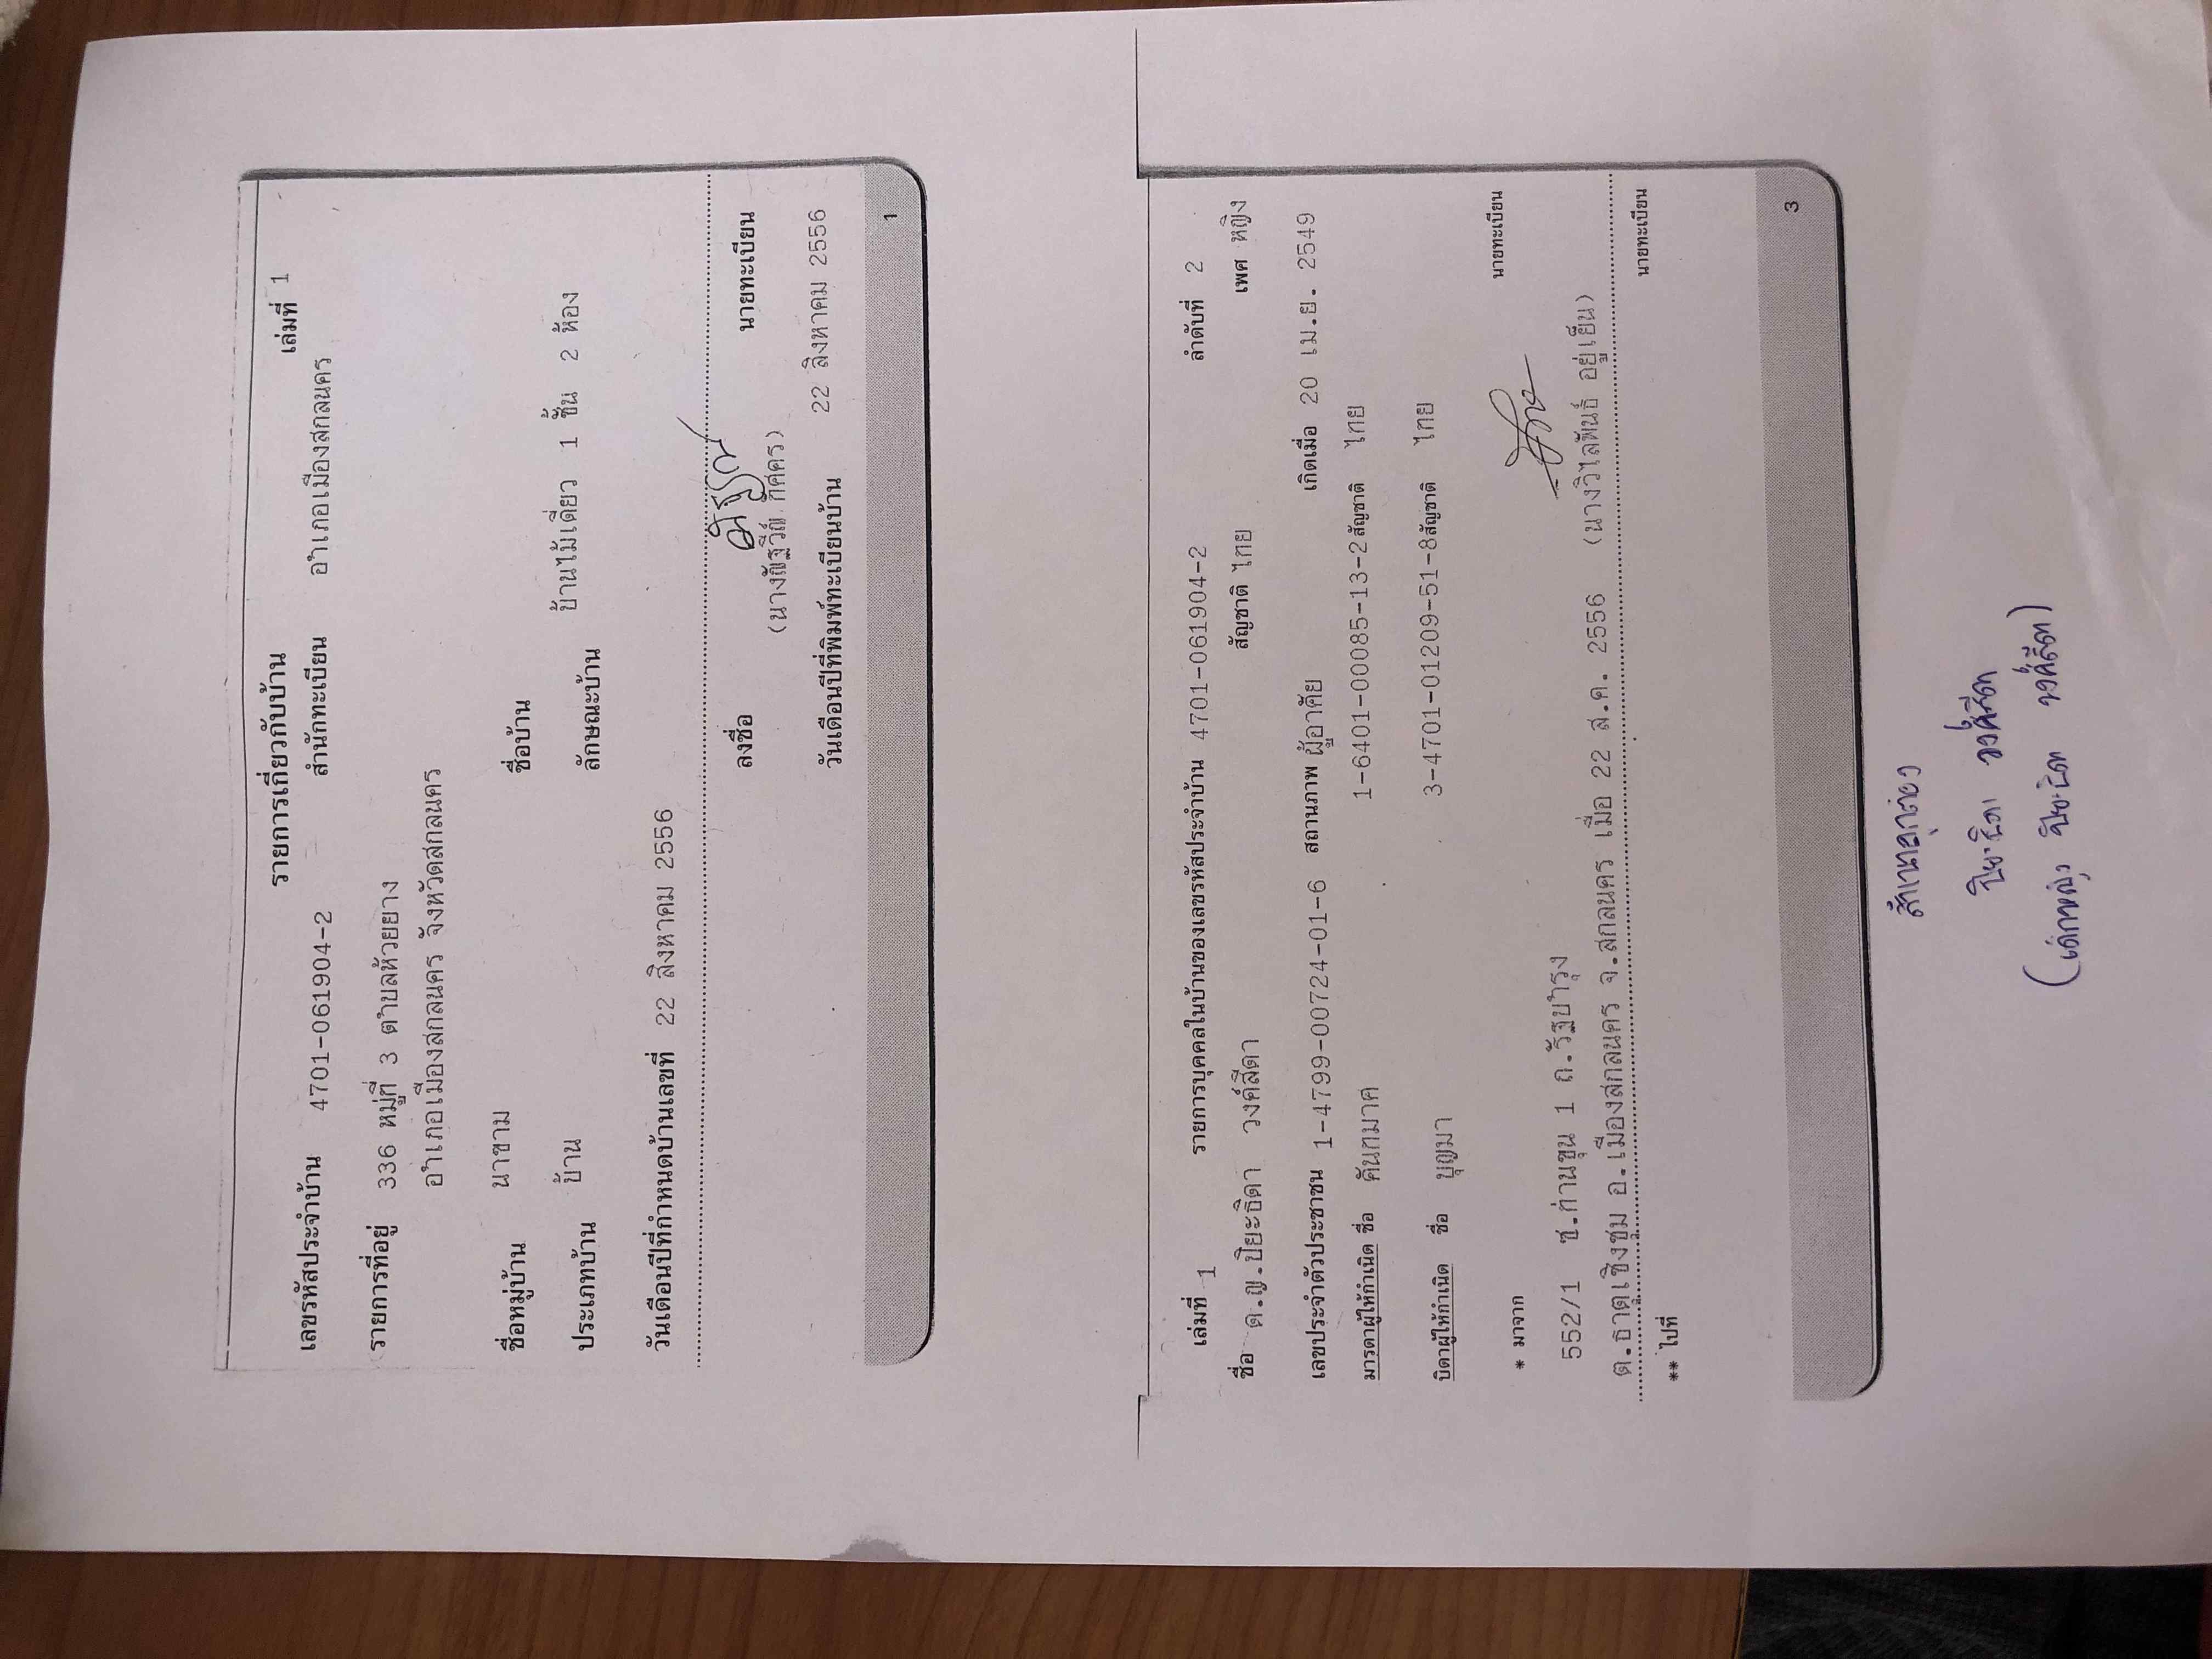 รายการเกี่ยวกับบ้าน เล่มที่ 1
เลขรหัสประจำบ้าน 4701-061904-2 สำนักทะเบียน อำเภอเมืองสกลนคร
รายการที่อยู่ 336 หมู่ที่ 3 ตำบลห้วยยาง
อำเภอเมืองสกลนคร จังหวัดสกลนคร
ชื่อหมู่บ้าน นาขาม ชื่อบ้าน
ประเภทบ้าน บ้าน ลักษณะบ้าน บ้านไม้เดี่ยว 1 ชั้น 2 ห้อง
วันเดือนปีที่กำหนดบ้านเลขที่ 22 สิงหาคม 2556
ลงชื่อ นายทะเบียน
วันเดือนปีที่พิมพ์ทะเบียนบ้าน 22 สิงหาคม 2556
1
เล่มที่ 1 รายการบุคคลในบ้านของเลขรหัสประจำบ้าน 4701-061904-2 ลำดับที่ 2
ชื่อ ด.ญ.ปิยะธิดา วงค์สีดา สัญชาติ ไทย เพศ หญิง
เลขประจำตัวประชาชน 1-4799-00724-01-6 สถานภาพ ผู้อาศัย เกิดเมื่อ 20 เม.ย. 2549
มารดาผู้ให้กำเนิด ชื่อ คันทมาศ 1-6401-00085-13-2 สัญชาติ ไทย
บิดาผู้ให้กำเนิด ชื่อ บุญมา 3-4701-01209-51-8 สัญชาติ ไทย
* มาจาก นายทะเบียน
552/1 ซ.กำนขุน 1 ถ.รัฐบำรุง
ต.ธาตุเชิงชุม อ.เมืองสกลนคร จ.สกลนคร เมื่อ 22 ส.ค. 2556 (นางวิไลพันธ์ อยู่เย็น)
** ไปที่ นายทะเบียน
3
สำเนาถูกต้อง
ปิยะธิดา วงค์สีดา
(เด็กหญิง ปิยะธิดา วงค์สีดา)